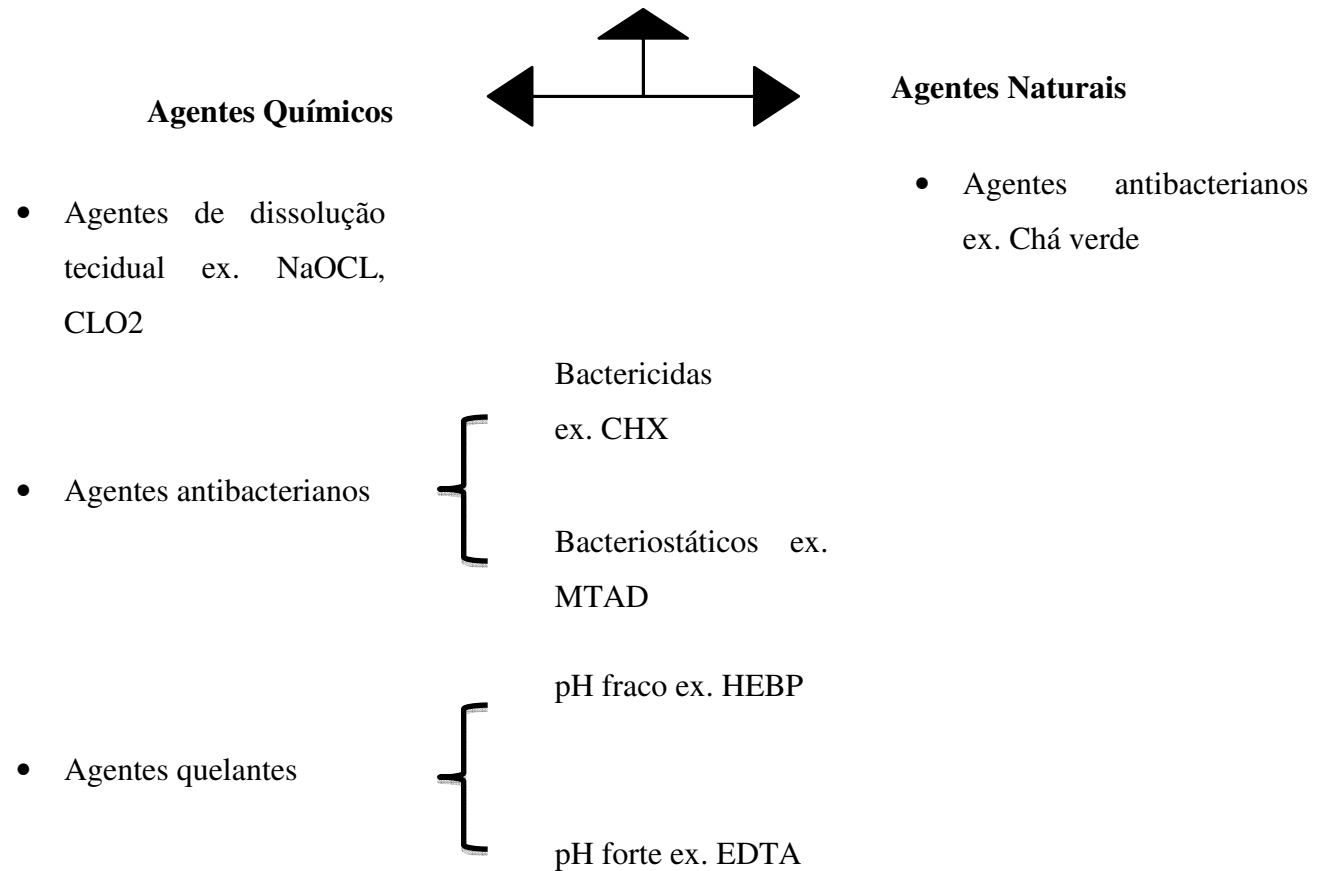 Agentes Químicos
Agentes Naturais
• Agentes de dissolução
tecidual ex. NaOCL,
CLO2
• Agentes antibacterianos
ex. Chá verde
Bactericidas
ex. CHX
• Agentes antibacterianos
Bacteriostáticos ex.
MTAD
pH fraco ex. HEBP
• Agentes quelantes
pH forte ex. EDTA